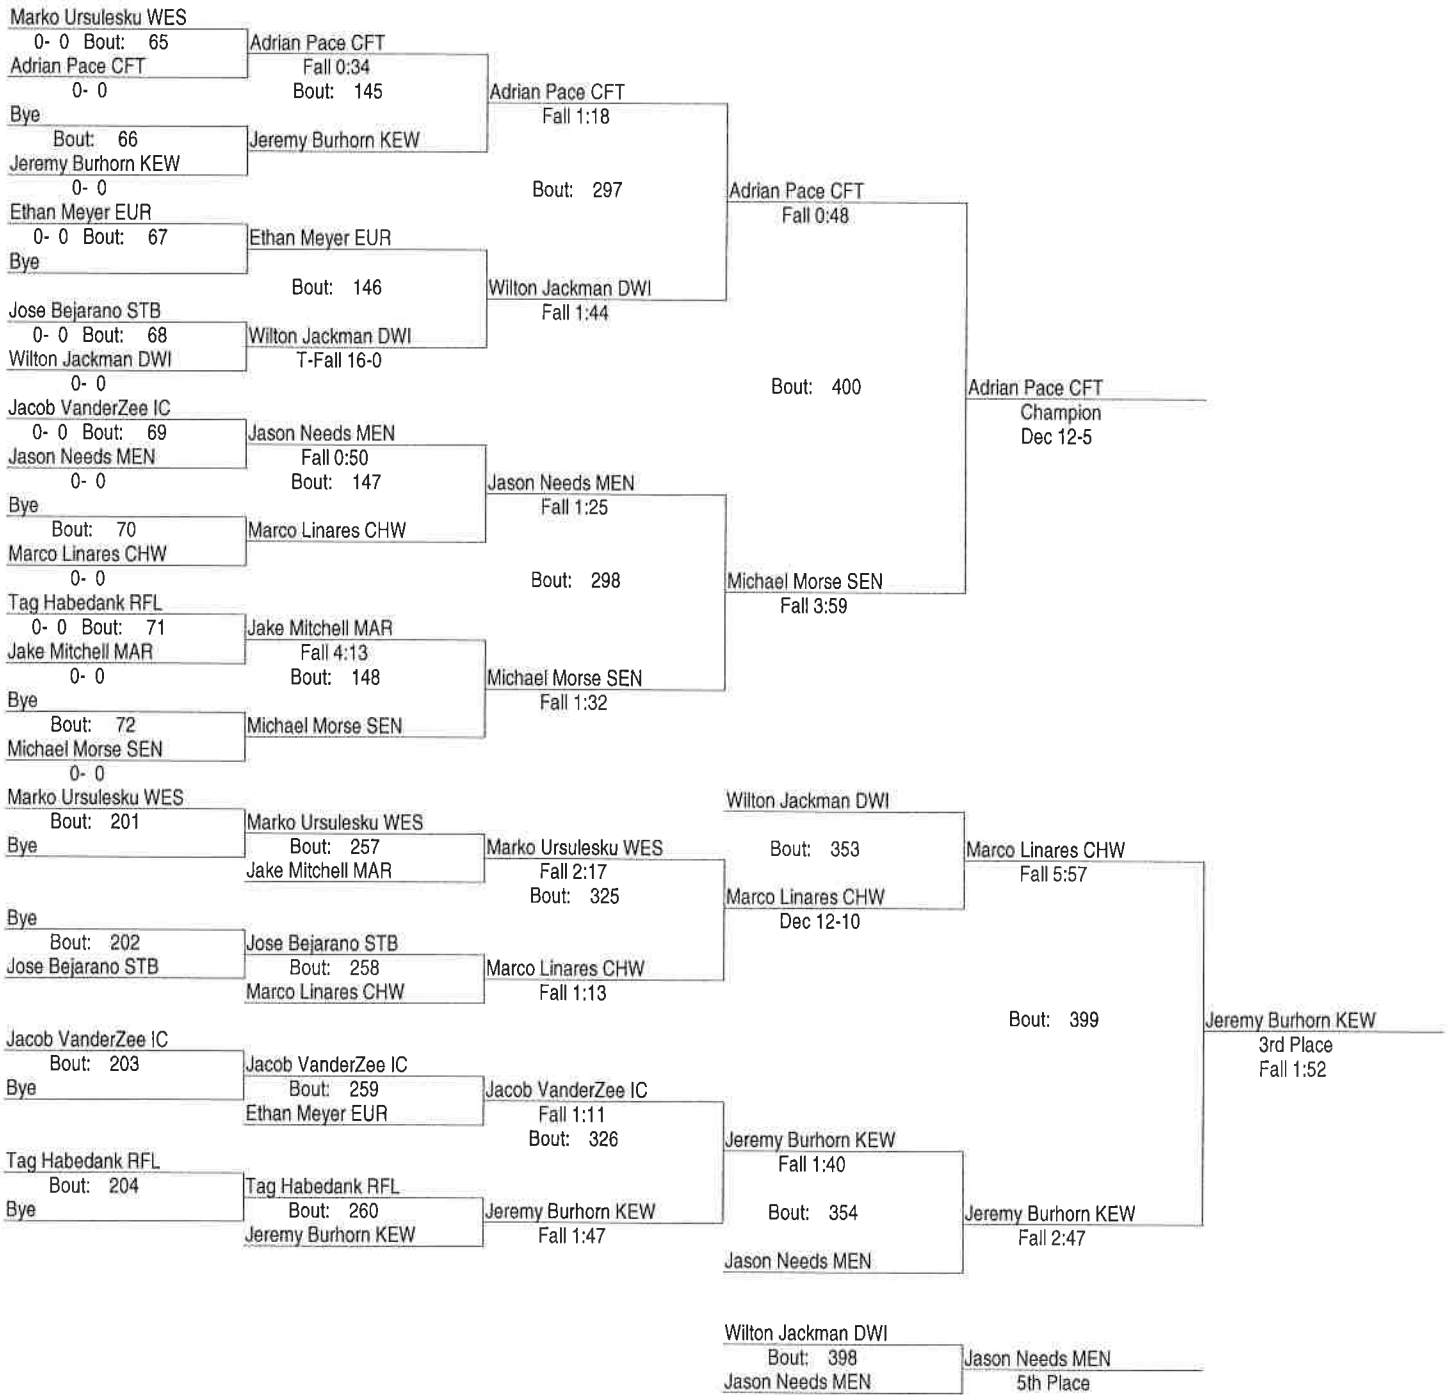 Marko Ursulesku WES
0- 0 Bout: 65
Adrian Pace CFT
0- 0
Bye
Bout: 66
Jeremy Burhorn KEW
0- 0
Ethan Meyer EUR
0- 0 Bout: 67
Bye
Jose Bejarano STB
0- 0 Bout: 68
Wilton Jackman DWI
0- 0
Jacob VanderZee IC
0- 0 Bout: 69
Jason Needs MEN
0- 0
Bye
Bout: 70
Marco Linares CHW
0- 0
Tag Habedank RFL
0- 0 Bout: 71
Jake Mitchell MAR
0- 0
Bye
Bout: 72
Michael Morse SEN
0- 0
Adrian Pace CFT
Fall 0:34
Bout: 145
Jeremy Burhorn KEW
Ethan Meyer EUR
Bout: 146
Wilton Jackman DWI
T-Fall 16-0
Jason Needs MEN
Fall 0:50
Bout: 147
Marco Linares CHW
Jake Mitchell MAR
Fall 4:13
Bout: 148
Michael Morse SEN
Adrian Pace CFT
Fall 1:18
Bout: 297
Wilton Jackman DWI
Fall 1:44
Jason Needs MEN
Fall 1:25
Bout: 298
Michael Morse SEN
Fall 1:32
Adrian Pace CFT
Fall 0:48
Bout: 400
Michael Morse SEN
Fall 3:59
Adrian Pace CFT
Champion
Dec 12-5
Marko Ursulesku WES
Bout: 201
Bye
Bye
Bout: 202
Jose Bejarano STB
Jacob VanderZee IC
Bout: 203
Bye
Tag Habedank RFL
Bout: 204
Bye
Marko Ursulesku WES
Bout: 257
Jake Mitchell MAR
Jose Bejarano STB
Bout: 258
Marco Linares CHW
Jacob VanderZee IC
Bout: 259
Ethan Meyer EUR
Tag Habedank RFL
Bout: 260
Jeremy Burhorn KEW
Marko Ursulesku WES
Fall 2:17
Bout: 325
Marco Linares CHW
Fall 1:13
Jacob VanderZee IC
Fall 1:11
Bout: 326
Jeremy Burhorn KEW
Fall 1:47
Wilton Jackman DWI
Bout: 353
Marco Linares CHW
Dec 12-10
Jeremy Burhorn KEW
Fall 1:40
Bout: 354
Jason Needs MEN
Marco Linares CHW
Fall 5:57
Bout: 399
Jeremy Burhorn KEW
Fall 2:47
Jeremy Burhorn KEW
3rd Place
Fall 1:52
Wilton Jackman DWI
Bout: 398
Jason Needs MEN
Jason Needs MEN
5th Place